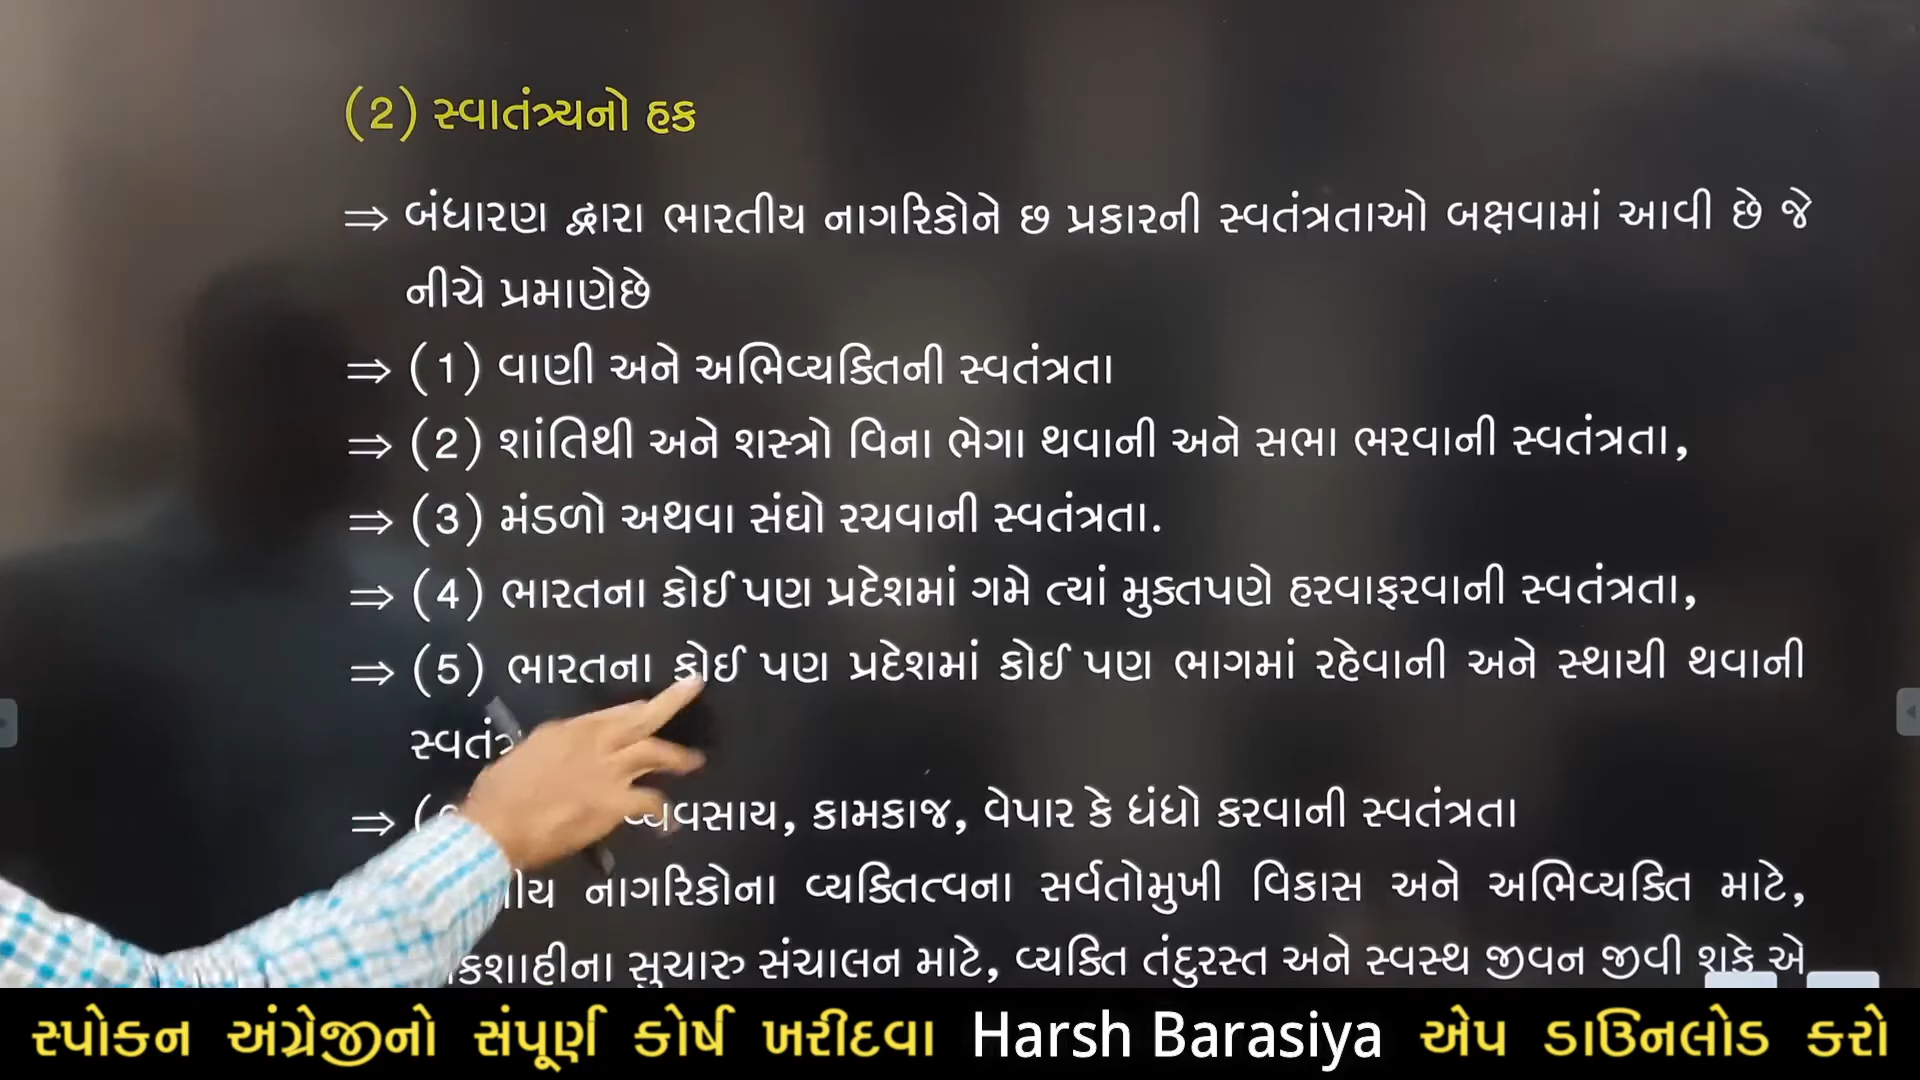 (2) સ્વાતંત્ર્યનો હક
⇒ બંધારણ દ્વારા ભારતીય નાગરિકોને છ પ્રકારની સ્વતંત્રતાઓ બક્ષવામાં આવી છે જે
નીચે પ્રમાણેછે
⇒ (1) વાણી અને અભિવ્યક્તિની સ્વતંત્રતા
⇒ (2) શાંતિથી અને શસ્ત્રો વિના ભેગા થવાની અને સભા ભરવાની સ્વતંત્રતા,
⇒ (3) મંડળો અથવા સંઘો રચવાની સ્વતંત્રતા.
⇒ (4) ભારતના કોઈ પણ પ્રદેશમાં ગમે ત્યાં મુક્તપણે હરવાફરવાની સ્વતંત્રતા,
⇒ (5) ભારતના કોઈ પણ પ્રદેશમાં કોઈ પણ ભાગમાં રહેવાની અને સ્થાયી થવાની
⇒ વ્યવસાય, કામકાજ, વેપાર કે ધંધો કરવાની સ્વતંત્રતા
નાગરિકોના વ્યક્તિત્વના સર્વતોમુખી વિકાસ અને અભિવ્યક્તિ માટે,
સુચારુ સંચાલન માટે, વ્યક્તિ તંદુરસ્ત અને સ્વસ્થ જીવન જીવી શકે એ
સ્પોકન અંગ્રેજીનો સંપૂર્ણ કોર્ષ ખરીદવા Harsh Barasiya એપ ડાઉનલોડ કરો